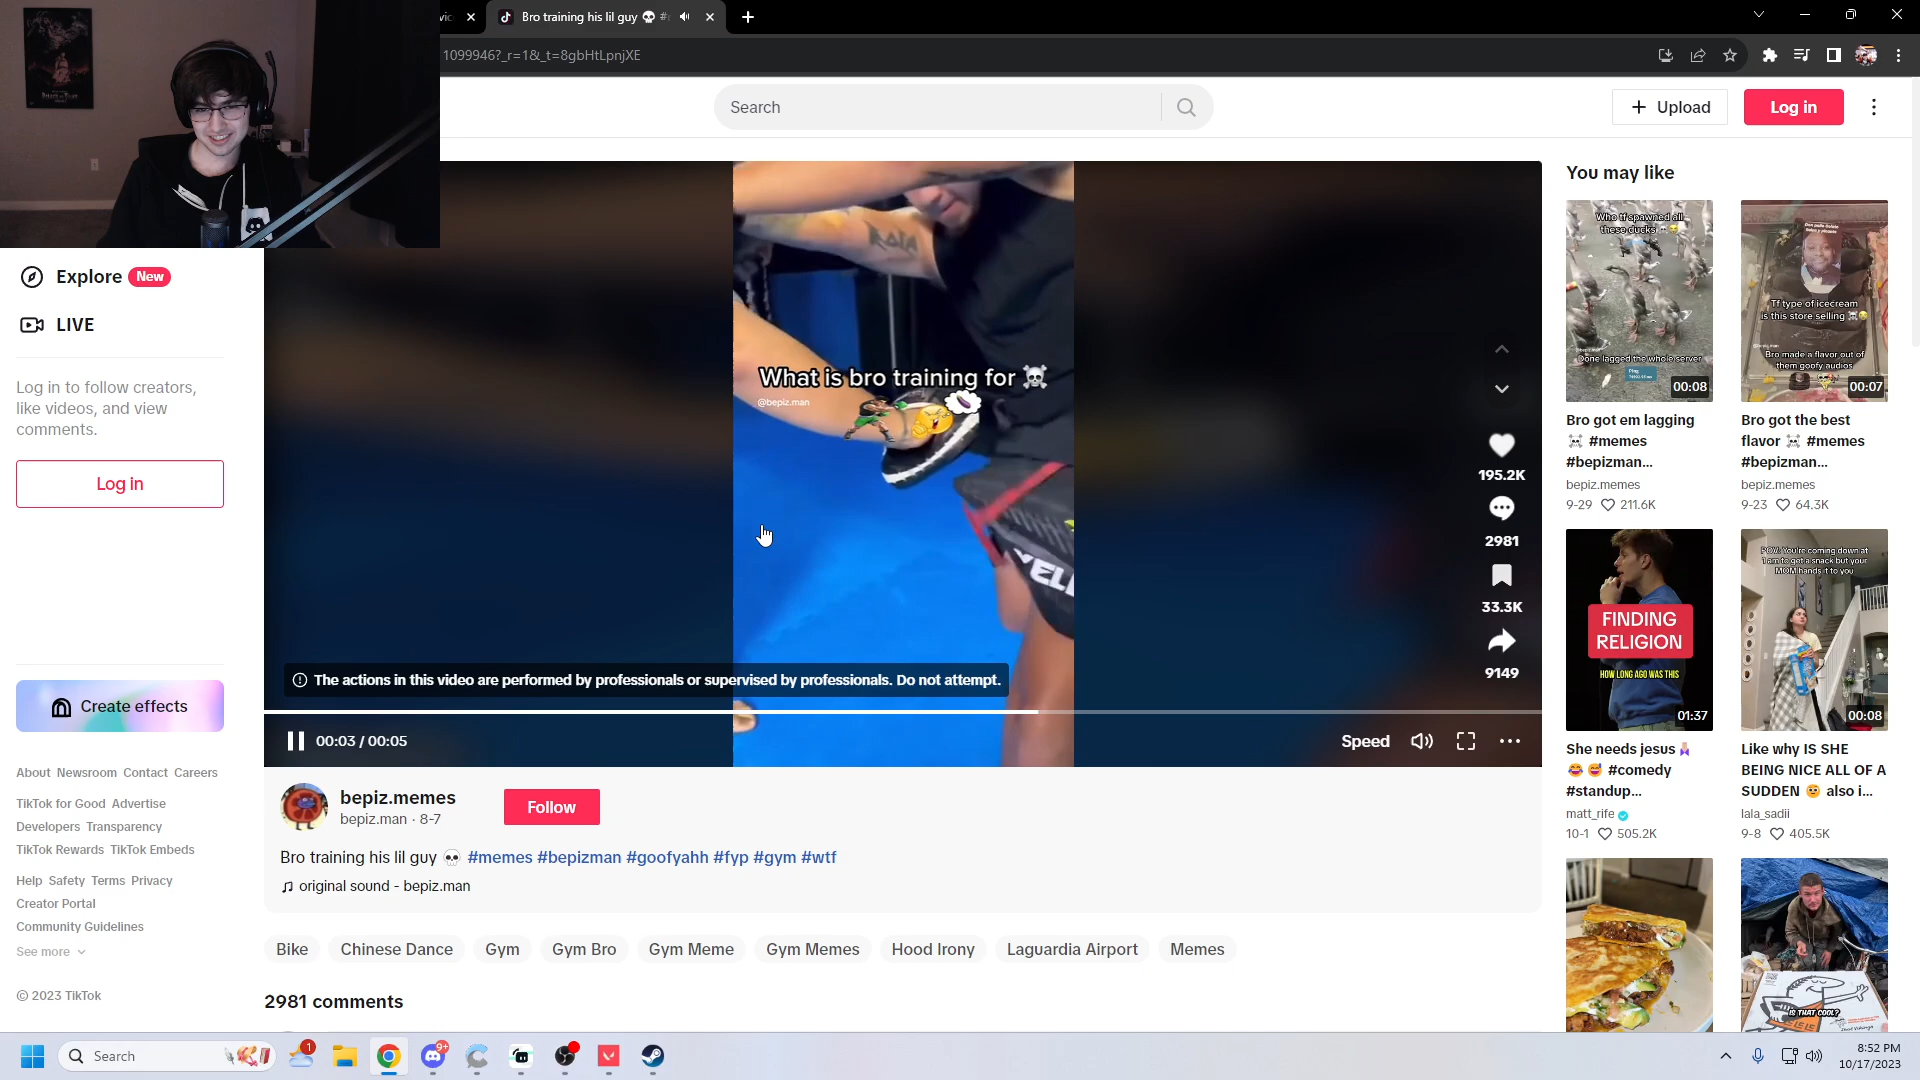 Bro training his lil guy 💀 #
1099946?_r=1&_t=8gbHtLpnjXE
Search
Upload
Log in
Explore New
LIVE
Log in to follow creators,
like videos, and view
comments.
Log in
Create effects
About Newsroom Contact Careers
TikTok for Good Advertise
Developers Transparency
TikTok Rewards TikTok Embeds
Help Safety Terms Privacy
Creator Portal
Community Guidelines
See more
© 2023 TikTok
What is bro training for ☠
@bepiz.man
195.2K
2981
33.3K
9149
The actions in this video are performed by professionals or supervised by professionals. Do not attempt.
00:03 / 00:05
Speed
bepiz.memes
bepiz.man · 8-7
Follow
Bro training his lil guy 💀 #memes #bepizman #goofyahh #fyp #gym #wtf
♫ original sound - bepiz.man
Bike Chinese Dance Gym Gym Bro Gym Meme Gym Memes Hood Irony Laguardia Airport Memes
2981 comments
You may like
Who tf spawned all
these ducks
Done lagged the whole server
00:08
Bro got em lagging
☠ #memes
#bepizman...
bepiz.memes
9-29 211.6K
Tf type of icecream
is this store selling
Bro made a flavor out of
them goofy audios
00:07
Bro got the best
flavor ☠ #memes
#bepizman...
bepiz.memes
9-23 64.3K
FINDING
RELIGION
HOW LONG AGO WAS THIS
01:37
She needs jesus
😂😅 #comedy
#standup...
matt_rife
10-1 505.2K
POV: You're coming down at
1am to get a snack but your
MOM hands it to you
00:08
Like why IS SHE
BEING NICE ALL OF A
SUDDEN also i...
lala_sadii
9-8 405.5K
IS THAT COOL?
Search
1
9+
8:52 PM
10/17/2023